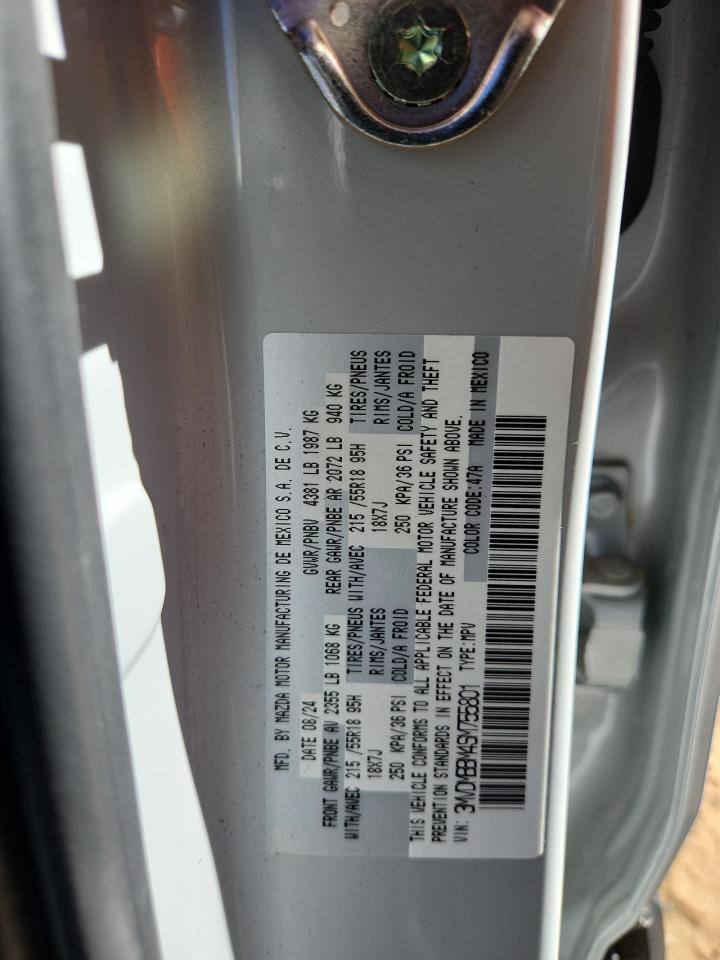 MFD. BY MAZDA MOTOR MANUFACTURING DE MEXICO S.A. DE C.V.
DATE 08/24 GVWR/PNBV 4381 LB 1987 KG
FRONT GAWR/PNBE AV 2355 LB 1068 KG REAR GAWR/PNBE AR 2072 LB 940 KG
WITH/AVEC 215 /55R18 95H TIRES/PNEUS WITH/AVEC 215 /55R18 95H TIRES/PNEUS
18X7J RIMS/JANTES 18X7J RIMS/JANTES
250 KPA/36 PSI COLD/A FROID 250 KPA/36 PSI COLD/A FROID
THIS VEHICLE CONFORMS TO ALL APPLICABLE FEDERAL MOTOR VEHICLE SAFETY AND THEFT
PREVENTION STANDARDS IN EFFECT ON THE DATE OF MANUFACTURE SHOWN ABOVE.
VIN: 3MVDMBBM4SM755801 TYPE:MPV COLOR CODE:47A MADE IN MEXICO